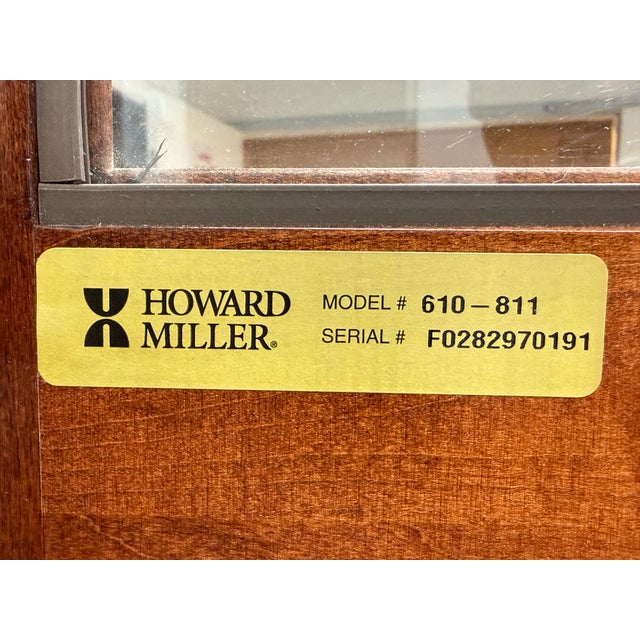 HOWARD MILLER®
MODEL # 610-811
SERIAL # F0282970191